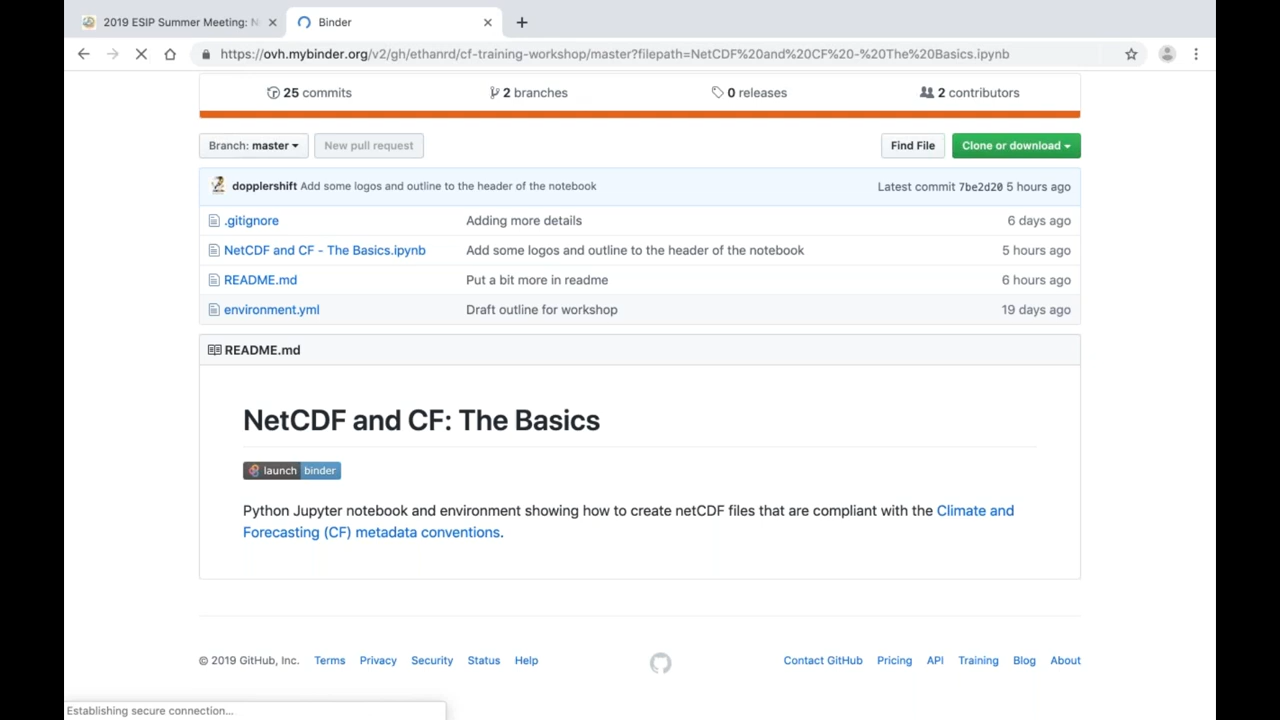 2019 ESIP Summer Meeting: N
Binder
https://ovh.mybinder.org/v2/gh/ethanrd/cf-training-workshop/master?filepath=NetCDF%20and%20CF%20-%20The%20Basics.ipynb
25 commits 2 branches 0 releases 2 contributors
Branch: master New pull request Find File Clone or download
dopplershift Add some logos and outline to the header of the notebook Latest commit 7be2d20 5 hours ago
.gitignore Adding more details 6 days ago
NetCDF and CF - The Basics.ipynb Add some logos and outline to the header of the notebook 5 hours ago
README.md Put a bit more in readme 6 hours ago
environment.yml Draft outline for workshop 19 days ago
README.md
NetCDF and CF: The Basics
launch binder
Python Jupyter notebook and environment showing how to create netCDF files that are compliant with the Climate and
Forecasting (CF) metadata conventions.
© 2019 GitHub, Inc. Terms Privacy Security Status Help Contact GitHub Pricing API Training Blog About
Establishing secure connection...